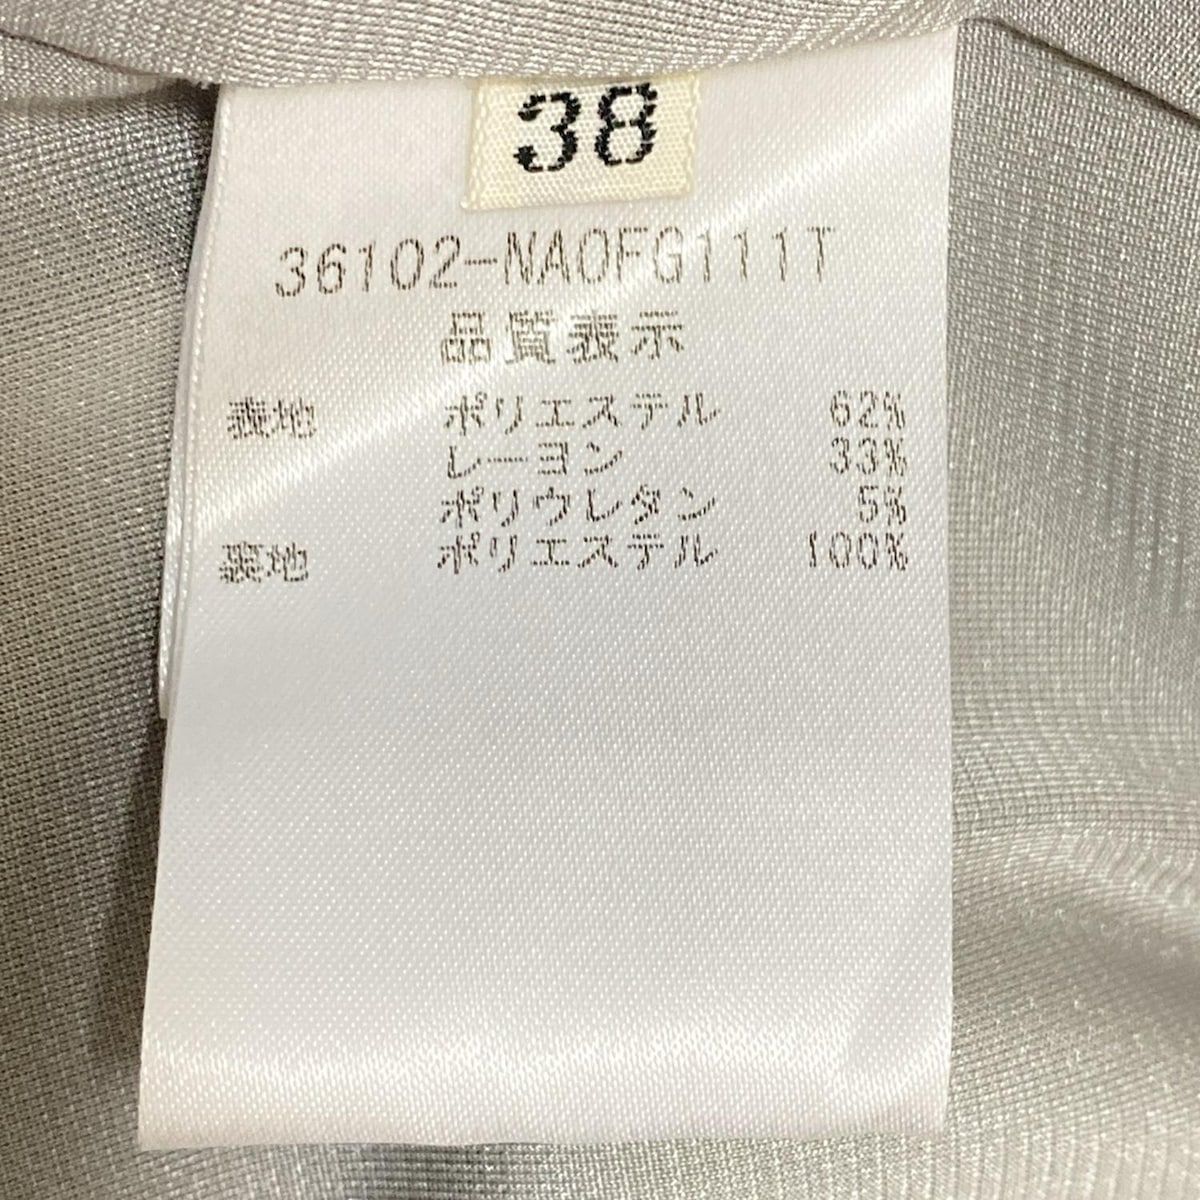 38
36102-NAOFG111T
品質表示
表地 ポリエステル 62%
レーヨン 33%
ポリウレタン 5%
裏地 ポリエステル 100%